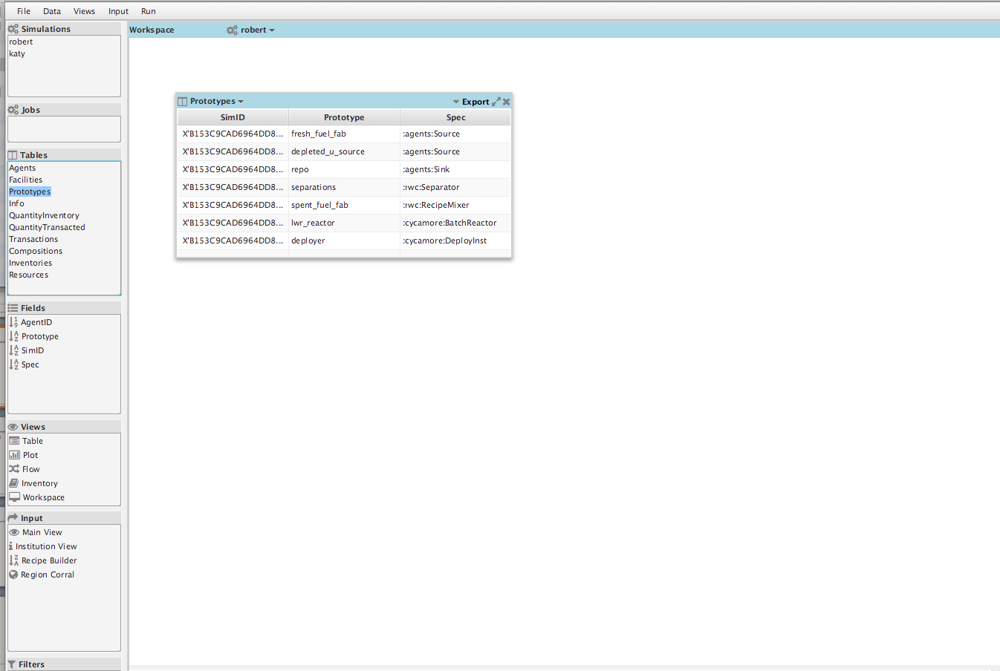 File Data Views Input Run
Simulations
robert
katy
Jobs
Tables
Agents
Facilities
Prototypes
Info
QuantityInventory
QuantityTransacted
Transactions
Compositions
Inventories
Resources
Fields
AgentID
Prototype
SimID
Spec
Views
Table
Plot
Flow
Inventory
Workspace
Input
Main View
Institution View
Recipe Builder
Region Corral
Filters
Workspace robert
Prototypes Export
SimID Prototype Spec
X'B153C9CAD6964DD8... fresh_fuel_fab :agents:Source
X'B153C9CAD6964DD8... depleted_u_source :agents:Source
X'B153C9CAD6964DD8... repo :agents:Sink
X'B153C9CAD6964DD8... separations :rwc:Separator
X'B153C9CAD6964DD8... spent_fuel_fab :rwc:RecipeMixer
X'B153C9CAD6964DD8... lwr_reactor :cycamore:BatchReactor
X'B153C9CAD6964DD8... deployer :cycamore:DeployInst